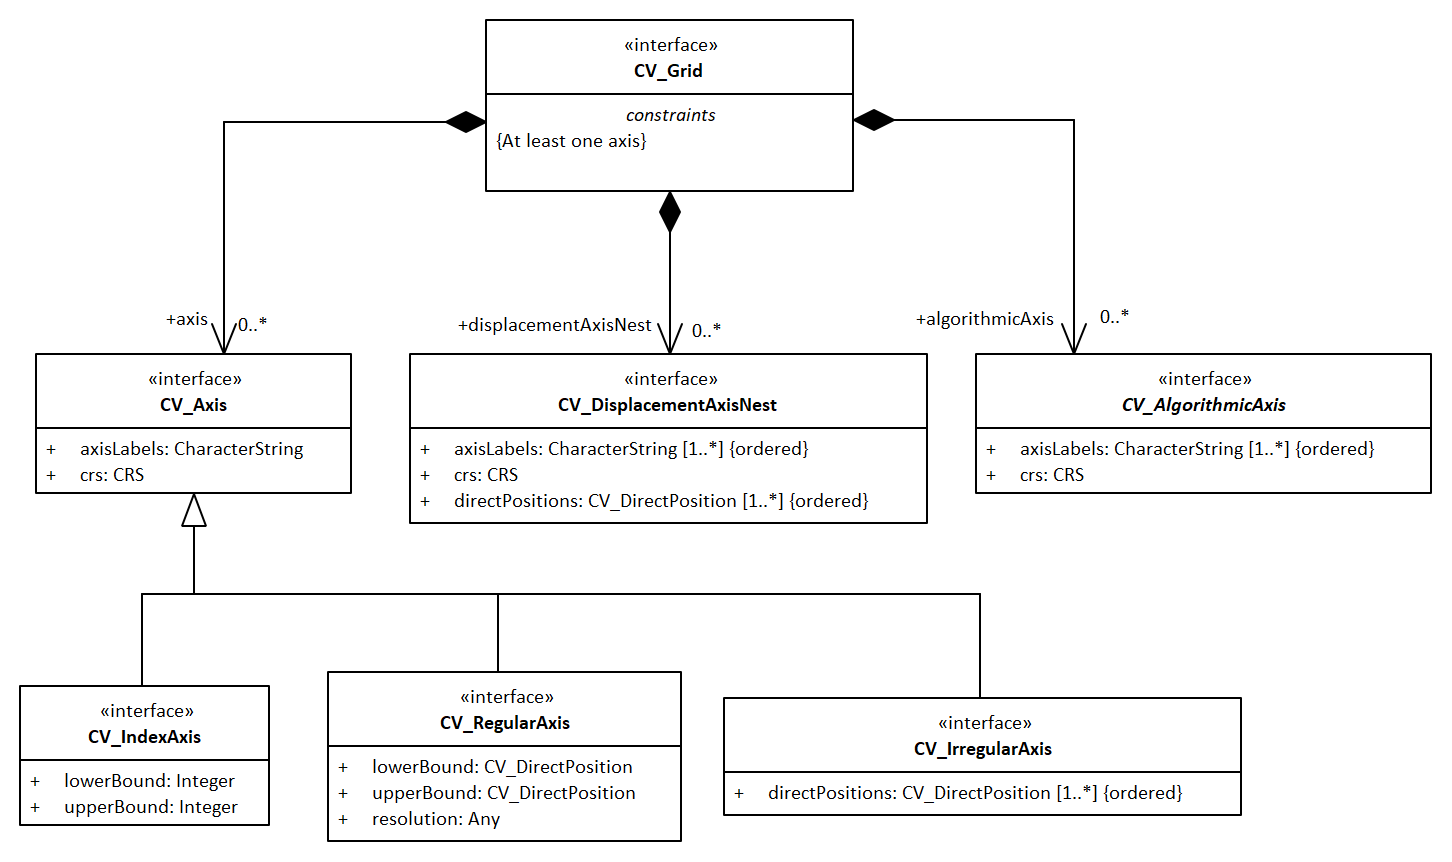 «interface»
CV_Grid
constraints
{At least one axis}
+axis
0..*
+displacementAxisNest
0..*
+algorithmicAxis
0..*
«interface»
CV_Axis
+ axisLabels: CharacterString
+ crs: CRS
«interface»
CV_DisplacementAxisNest
+ axisLabels: CharacterString [1..*] {ordered}
+ crs: CRS
+ directPositions: CV_DirectPosition [1..*] {ordered}
«interface»
CV_AlgorithmicAxis
+ axisLabels: CharacterString [1..*] {ordered}
+ crs: CRS
«interface»
CV_IndexAxis
+ lowerBound: Integer
+ upperBound: Integer
«interface»
CV_RegularAxis
+ lowerBound: CV_DirectPosition
+ upperBound: CV_DirectPosition
+ resolution: Any
«interface»
CV_IrregularAxis
+ directPositions: CV_DirectPosition [1..*] {ordered}